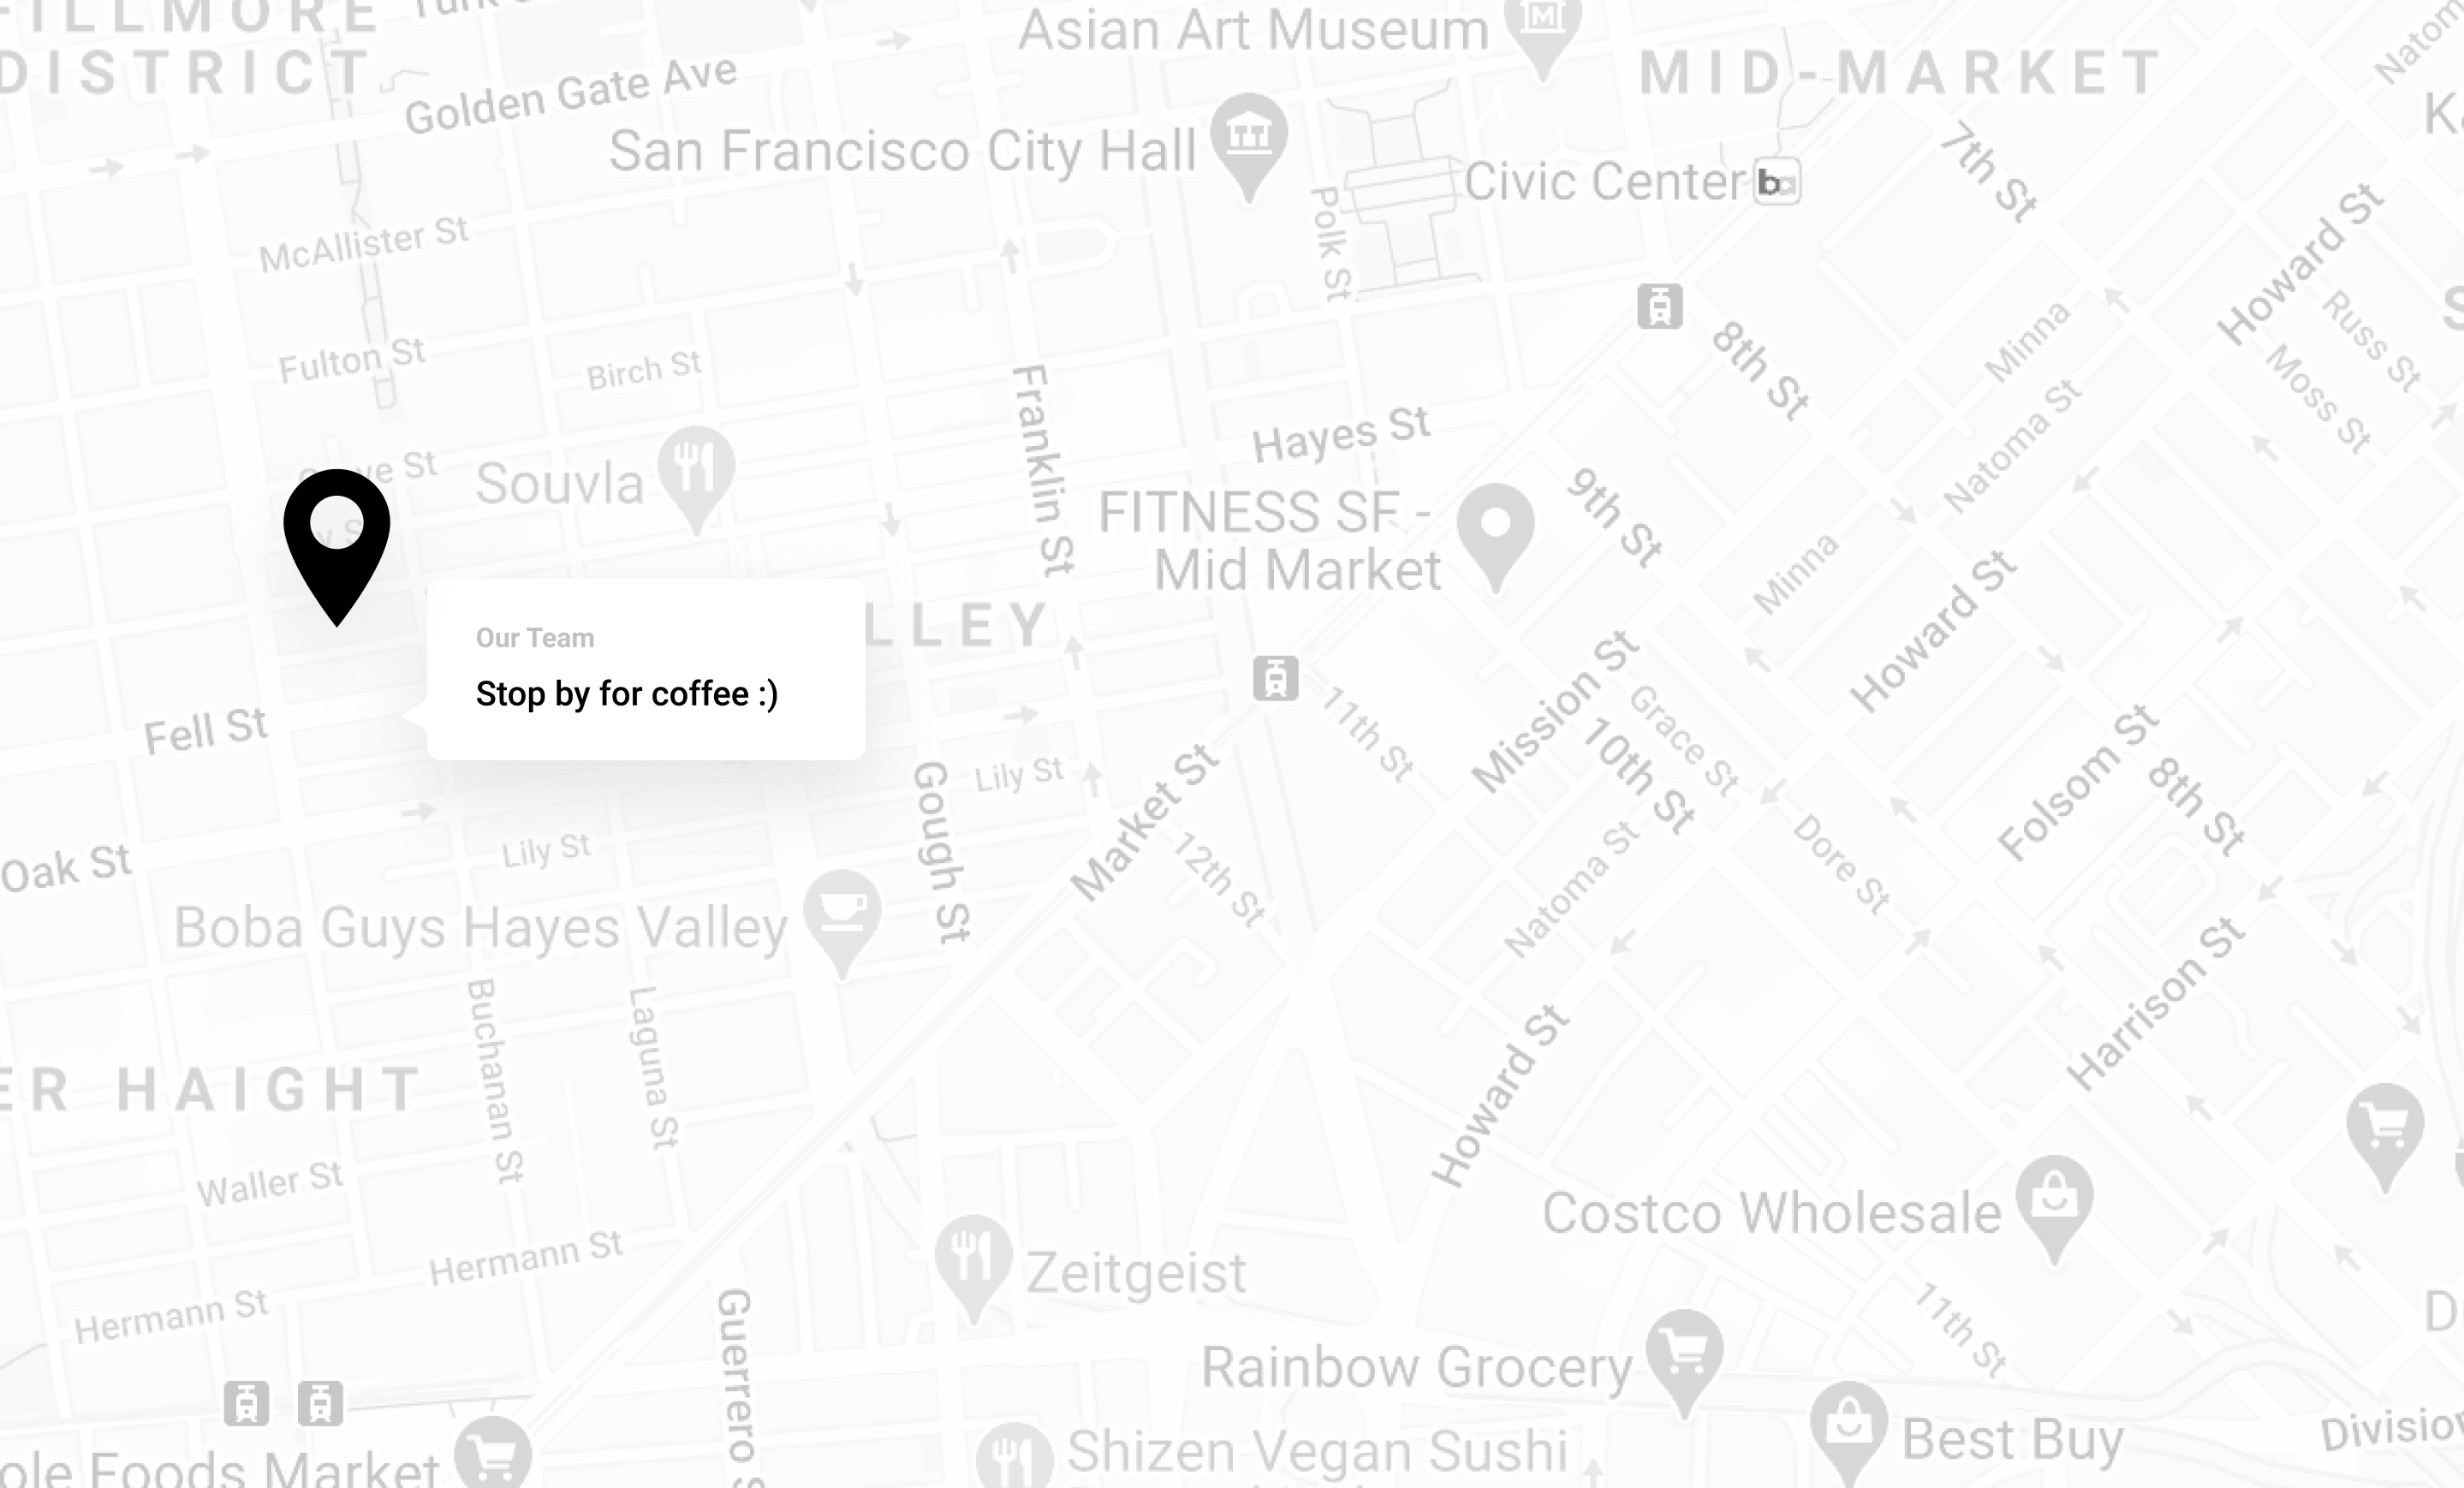 Asian Art Museum
DISTRICT
Golden Gate Ave
MID-MARKET
San Francisco City Hall
Civic Center
7th St
McAllister St
Polk St
Howard St
Russ St
Minna
8th St
Moss St
Fulton St
Birch St
Franklin St
Hayes St
Natoma St
Souvla
FITNESS SF -
Mid Market
9th St
Minna
Howard St
Our Team
Stop by for coffee :)
LLEY
Fell St
11th St
Mission St
Grace St
10th St
Folsom St
8th St
Gough St
Lily St
Market St
12th St
Oak St
Lily St
Natoma St
Dore St
Boba Guys Hayes Valley
Harrison St
Buchanan St
Laguna St
Howard St
ER HAIGHT
Waller St
Costco Wholesale
Hermann St
Zeitgeist
Hermann St
Guerrero S
11th St
Rainbow Grocery
Best Buy
Shizen Vegan Sushi
Foods Market